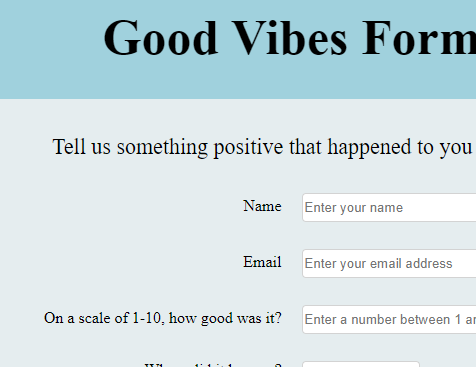 Good Vibes Form
Tell us something positive that happened to you
Name
Enter your name
Email
Enter your email address
On a scale of 1-10, how good was it?
Enter a number between 1